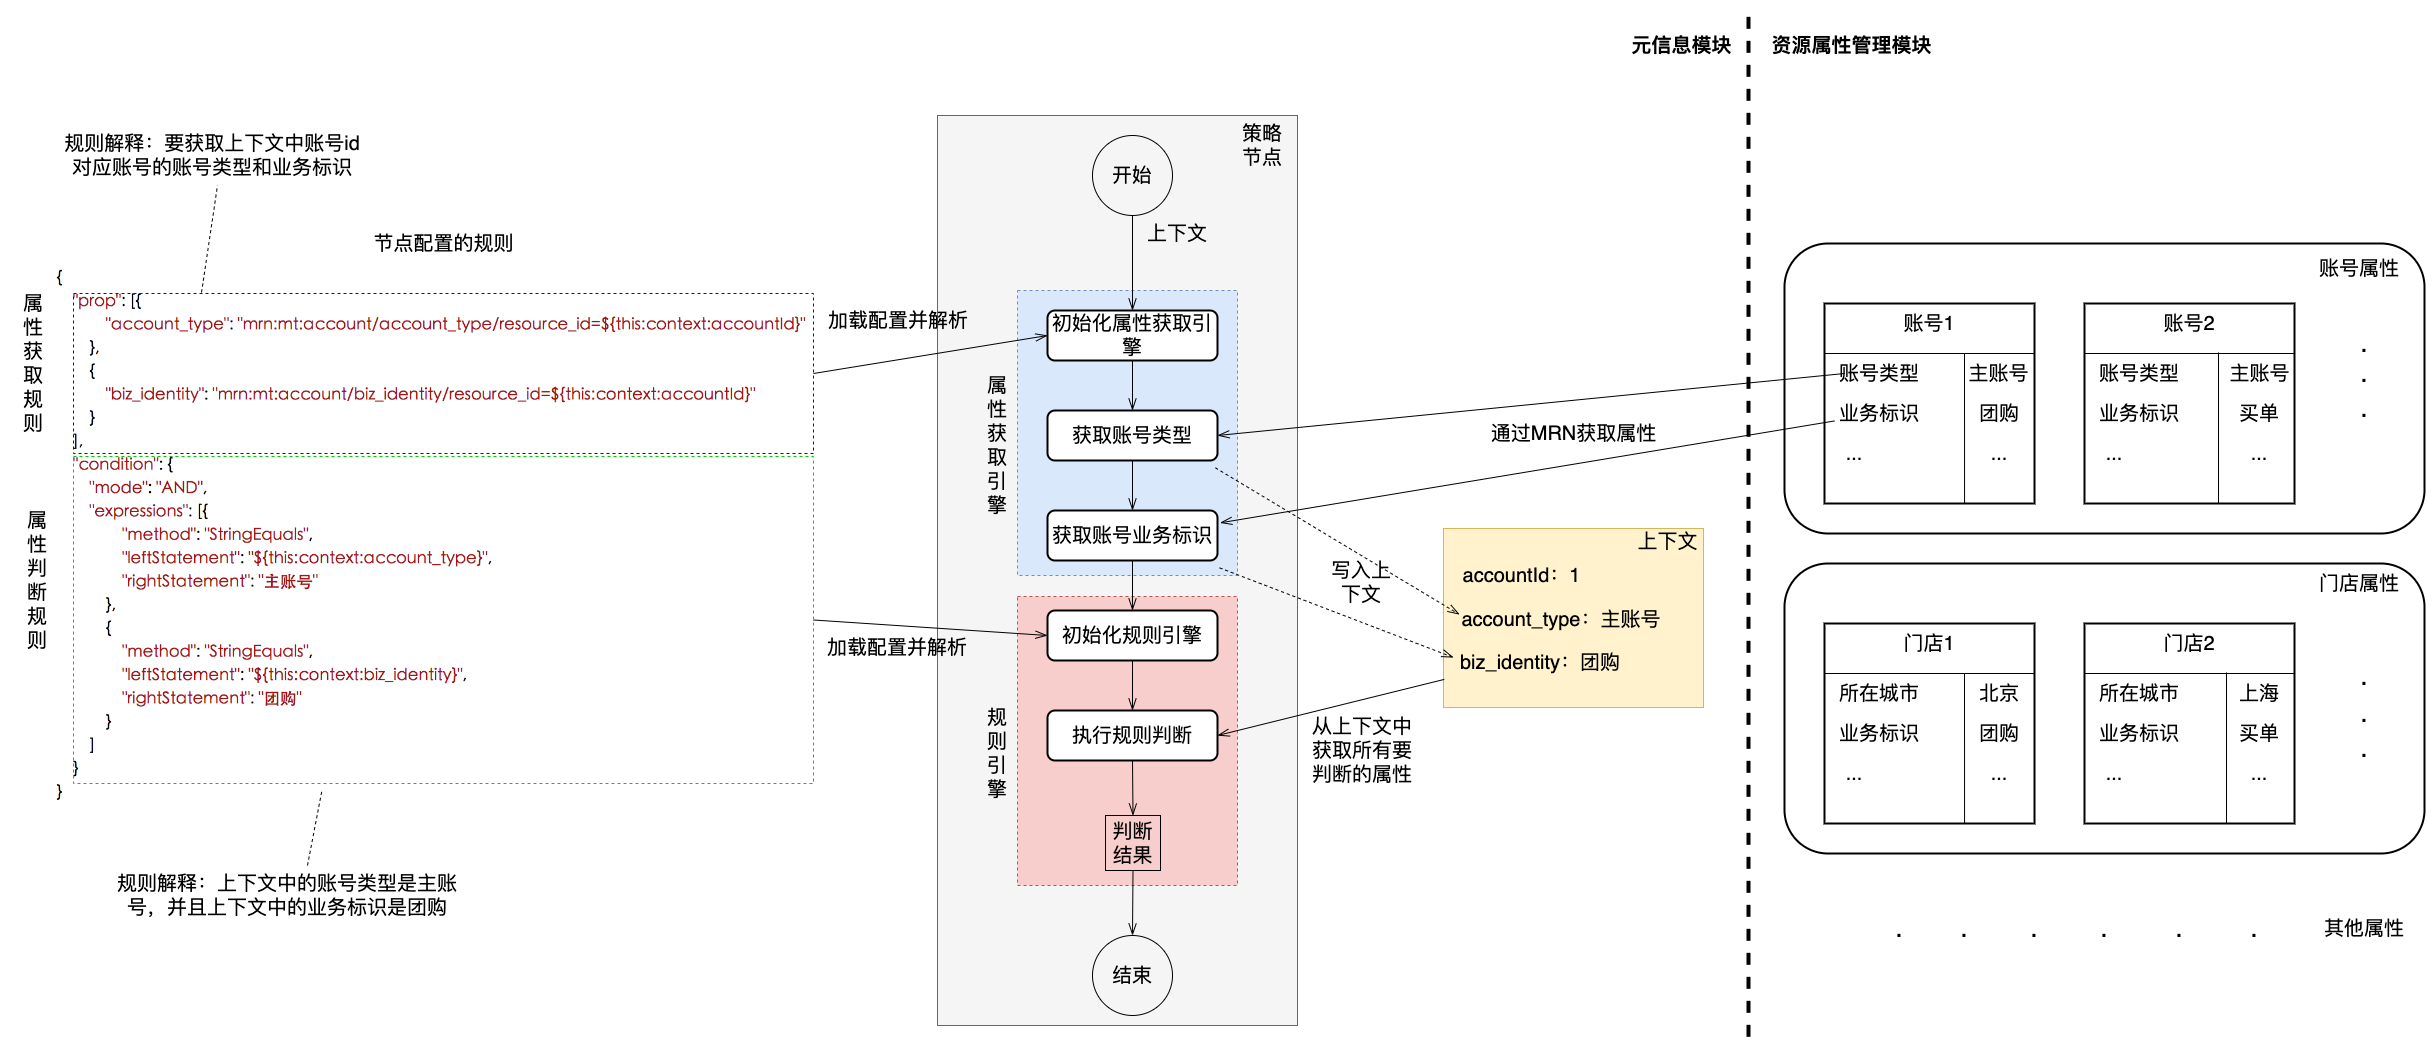 元信息模块
资源属性管理模块
规则解释：要获取上下文中账号id
对应账号的账号类型和业务标识
节点配置的规则
属性获取规则
{
"prop": [{
"account_type": "mrn:mt:account/account_type/resource_id=${this:context:accountId}"
},
{
"biz_identity": "mrn:mt:account/biz_identity/resource_id=${this:context:accountId}"
}
],
属性判断规则
"condition": {
"mode": "AND",
"expressions": [{
"method": "StringEquals",
"leftStatement": "${this:context:account_type}",
"rightStatement": "主账号"
},
{
"method": "StringEquals",
"leftStatement": "${this:context:biz_identity}",
"rightStatement": "团购"
}
]
}
}
规则解释：上下文中的账号类型是主账
号，并且上下文中的业务标识是团购
加载配置并解析
加载配置并解析
策略
节点
开始
上下文
属性获取引擎
初始化属性获取引
擎
获取账号类型
获取账号业务标识
规则引擎
初始化规则引擎
执行规则判断
判断
结果
结束
通过MRN获取属性
写入上
下文
上下文
accountId：1
account_type：主账号
biz_identity：团购
从上下文中
获取所有要
判断的属性
账号属性
账号1
账号类型 主账号
业务标识 团购
... ...
账号2
账号类型 主账号
业务标识 买单
... ...
.
.
.
门店属性
门店1
所在城市 北京
业务标识 团购
... ...
门店2
所在城市 上海
业务标识 买单
... ...
.
.
.
. . . . . . 其他属性